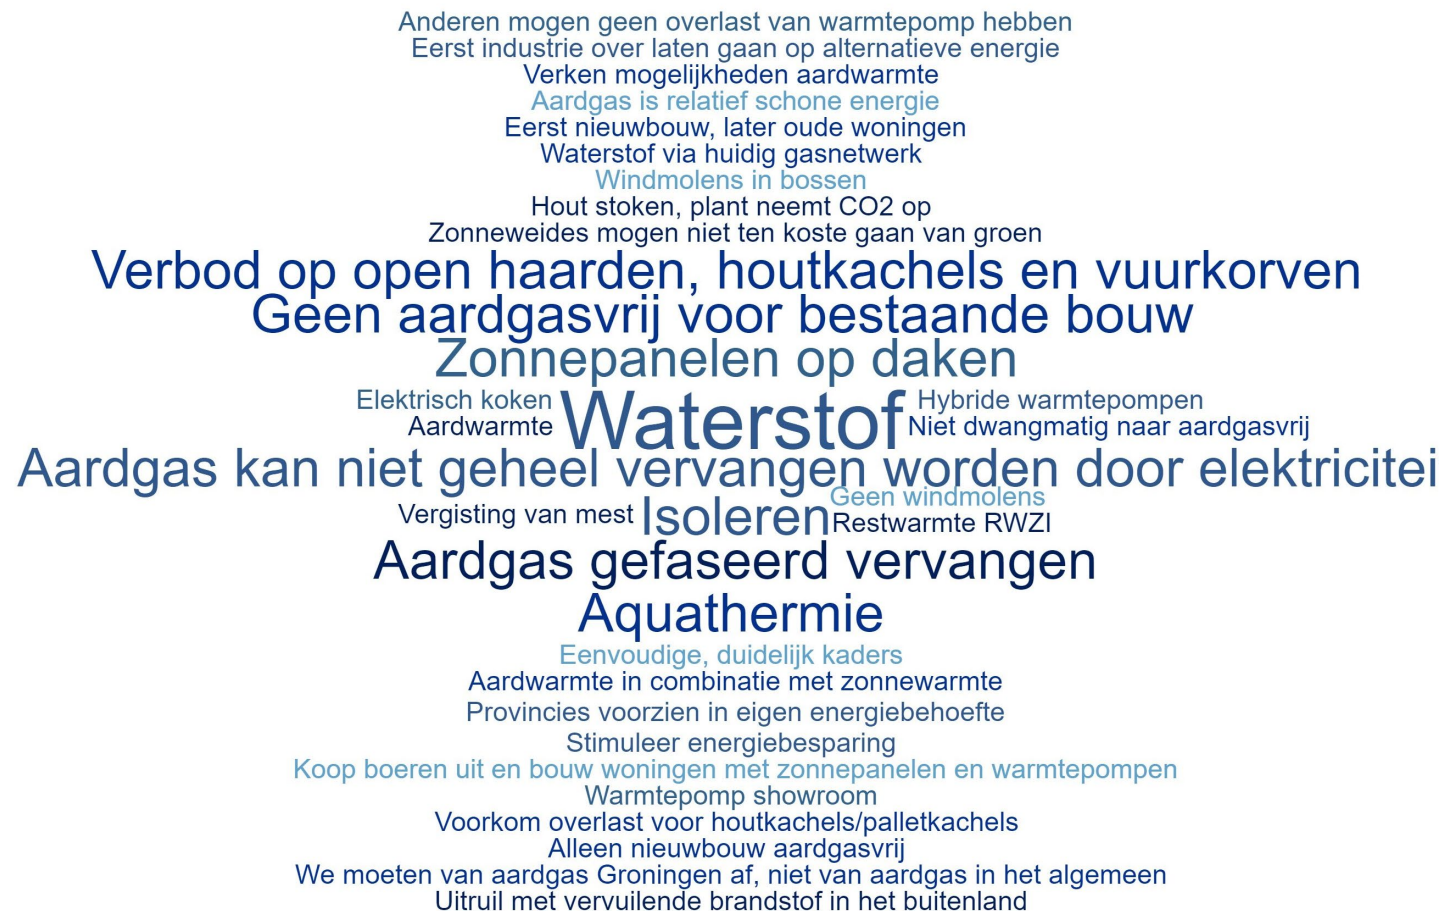 Anderen mogen geen overlast van warmtepomp hebben
Eerst industrie over laten gaan op alternatieve energie
Verken mogelijkheden aardwarmte
Aardgas is relatief schone energie
Eerst nieuwbouw, later oude woningen
Waterstof via huidig gasnetwerk
Windmolens in bossen
Hout stoken, plant neemt CO2 op
Zonneweides mogen niet ten koste gaan van groen
Verbod op open haarden, houtkachels en vuurkorven
Geen aardgasvrij voor bestaande bouw
Zonnepanelen op daken
Elektrisch koken
Aardwarmte
Waterstof
Hybride warmtepompen
Niet dwangmatig naar aardgasvrij
Aardgas kan niet geheel vervangen worden door elektricitei
Vergisting van mest
Isoleren
Geen windmolens
Restwarmte RWZI
Aardgas gefaseerd vervangen
Aquathermie
Eenvoudige, duidelijk kaders
Aardwarmte in combinatie met zonnewarmte
Provincies voorzien in eigen energiebehoefte
Stimuleer energiebesparing
Koop boeren uit en bouw woningen met zonnepanelen en warmtepompen
Warmtepomp showroom
Voorkom overlast voor houtkachels/palletkachels
Alleen nieuwbouw aardgasvrij
We moeten van aardgas Groningen af, niet van aardgas in het algemeen
Uitruil met vervuilende brandstof in het buitenland